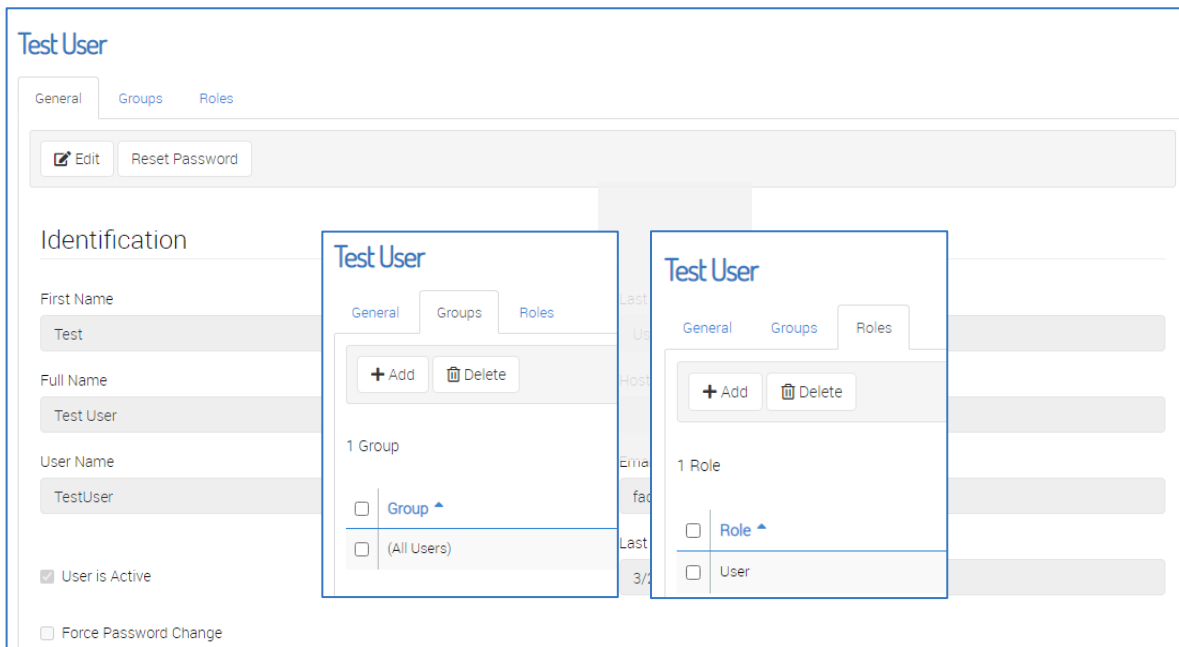 Test User
General Groups Roles
Edit Reset Password
Identification
First Name
Test
Full Name
Test User
User Name
TestUser
User is Active
Force Password Change
Test User
General Groups Roles
Add Delete
1 Group
Group
(All Users)
Last
Last
Test User
General Groups Roles
Add Delete
1 Role
Role
User